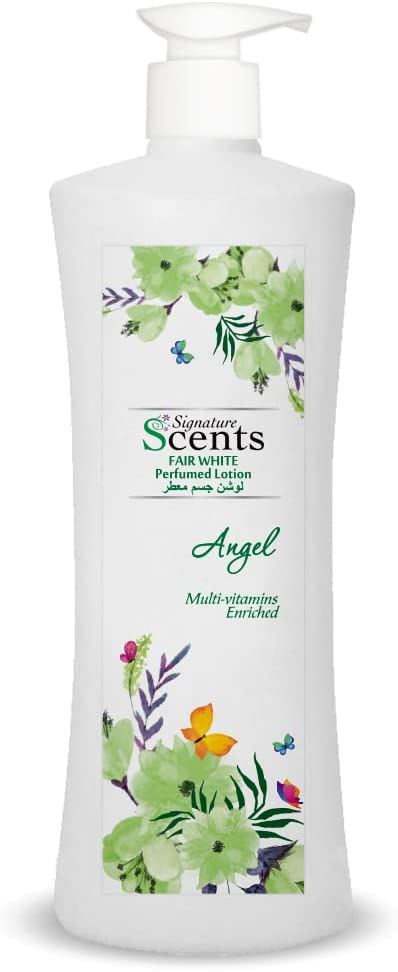 Signature
Scents
FAIR WHITE
Perfumed Lotion
لوشن جسم معطر
Angel
Multi-vitamins
Enriched